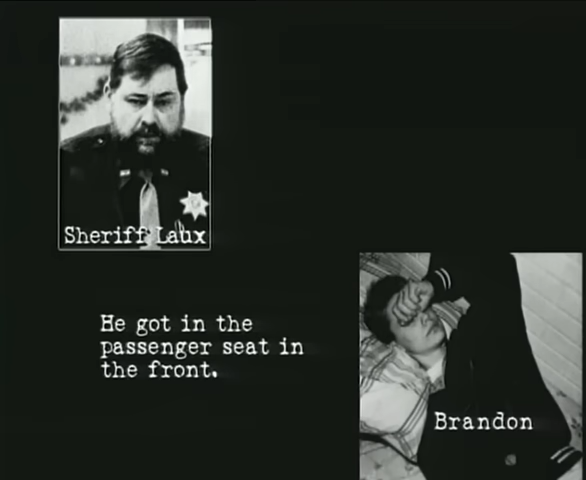 Sheriff Laux
He got in the
passenger seat in
the front.
Brandon